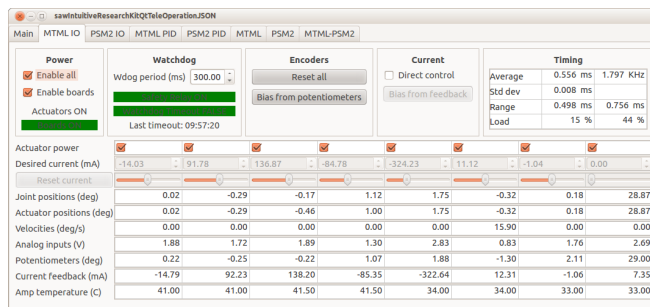 sawIntuitiveResearchKitQtTeleOperationJSON
Main MTML IO PSM2 IO MTML PID PSM2 PID MTML PSM2 MTML-PSM2
Power Watchdog Encoders Current Timing
Enable all Wdog period (ms) 300.00 Reset all Direct control Average 0.556 ms 1.797 KHz
Enable boards Bias from potentiometers Bias from feedback Std dev 0.008 ms
Actuators ON Range 0.498 ms 0.756 ms
Last timeout: 09:57:20 Load 15 % 44 %
Actuator power
Desired current (mA) -14.03 91.78 136.87 -84.78 -324.23 11.12 -1.04 0.00
Reset current
Joint positions (deg) 0.02 -0.29 -0.17 1.12 1.75 -0.32 0.18 28.87
Actuator positions (deg) 0.02 -0.29 -0.46 1.00 1.75 -0.32 0.18 28.87
Velocities (deg/s) 0.00 0.00 0.00 0.00 0.00 15.90 0.00 0.00
Analog inputs (V) 1.88 1.72 1.89 1.30 2.83 0.83 1.76 2.69
Potentiometers (deg) 0.22 -0.25 -0.22 1.07 1.88 -1.30 2.11 29.00
Current feedback (mA) -14.79 92.23 138.20 -85.35 -322.64 12.31 -1.06 7.35
Amp temperature (C) 41.00 41.00 41.50 41.50 34.00 34.00 33.00 33.00